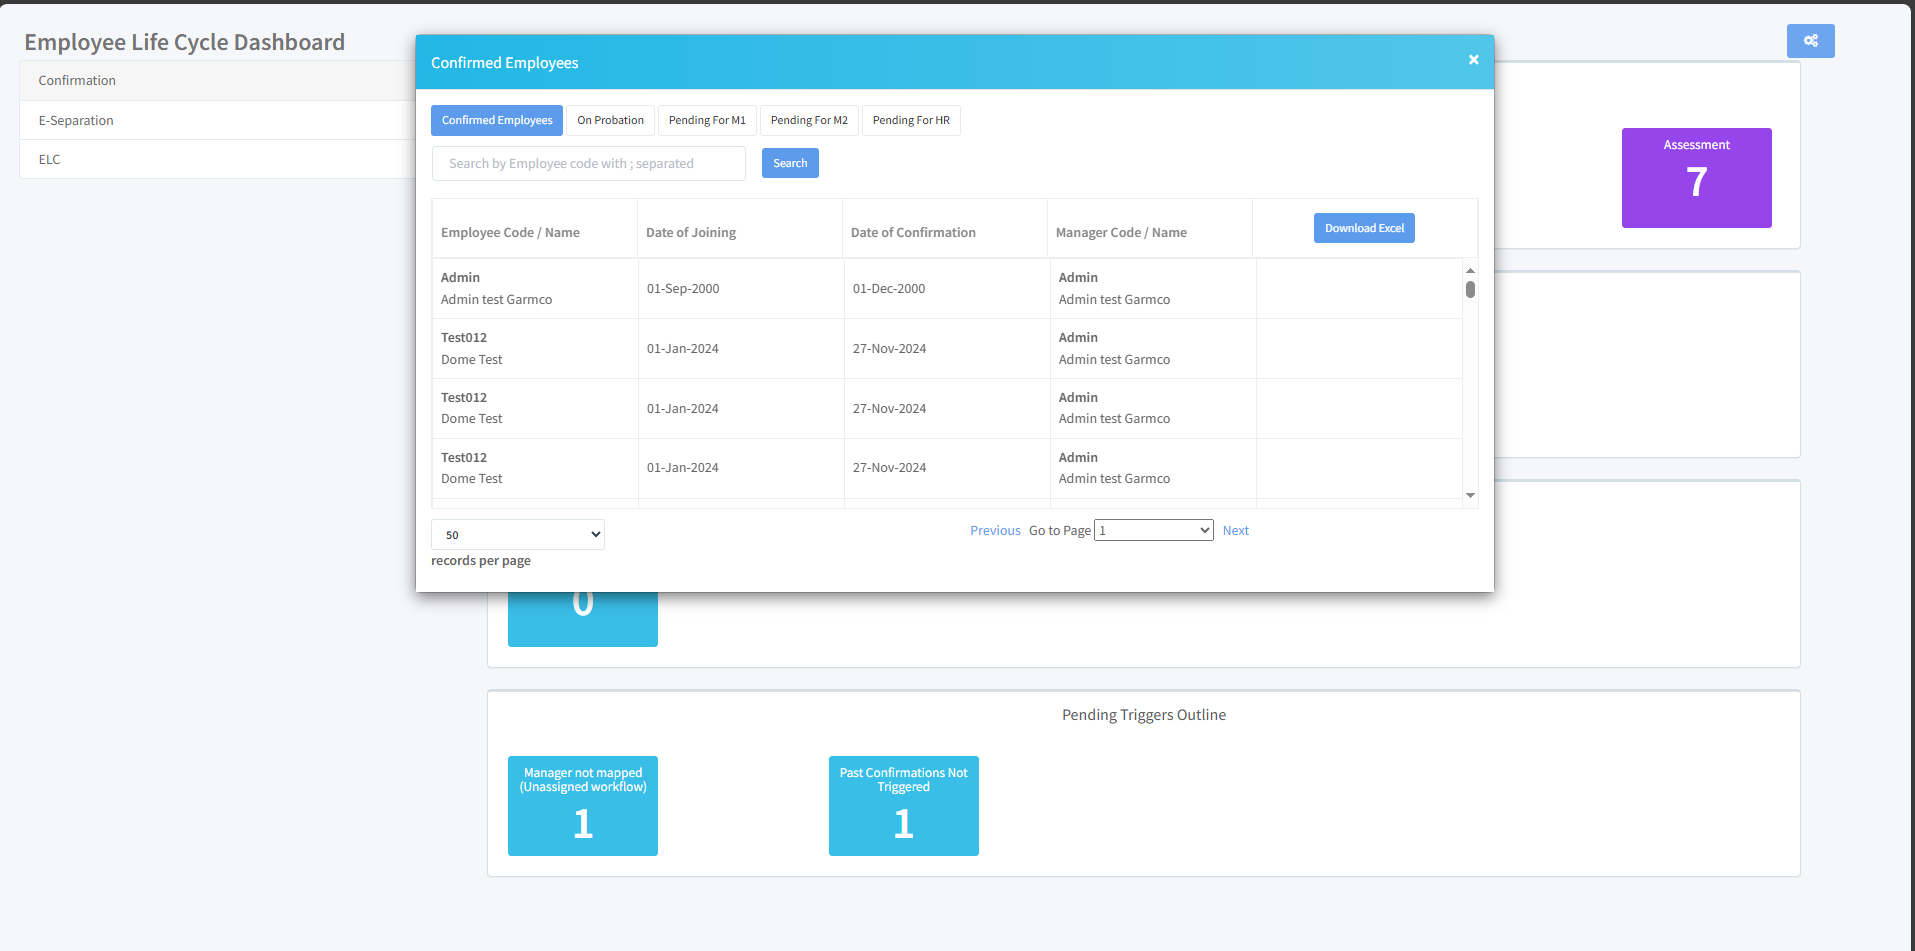 Employee Life Cycle Dashboard
Confirmation
E-Separation
ELC
Confirmed Employees
×
Confirmed Employees On Probation Pending For M1 Pending For M2 Pending For HR
Search by Employee code with ; separated Search
Employee Code / Name Date of Joining Date of Confirmation Manager Code / Name Download Excel
Admin
Admin test Garmco
01-Sep-2000
01-Dec-2000
Admin
Admin test Garmco
Test012
Dome Test
01-Jan-2024
27-Nov-2024
Admin
Admin test Garmco
Test012
Dome Test
01-Jan-2024
27-Nov-2024
Admin
Admin test Garmco
Test012
Dome Test
01-Jan-2024
27-Nov-2024
Admin
Admin test Garmco
50
records per page
Previous Go to Page 1 Next
Assessment
7
0
Pending Triggers Outline
Manager not mapped
(Unassigned workflow)
1
Past Confirmations Not
Triggered
1